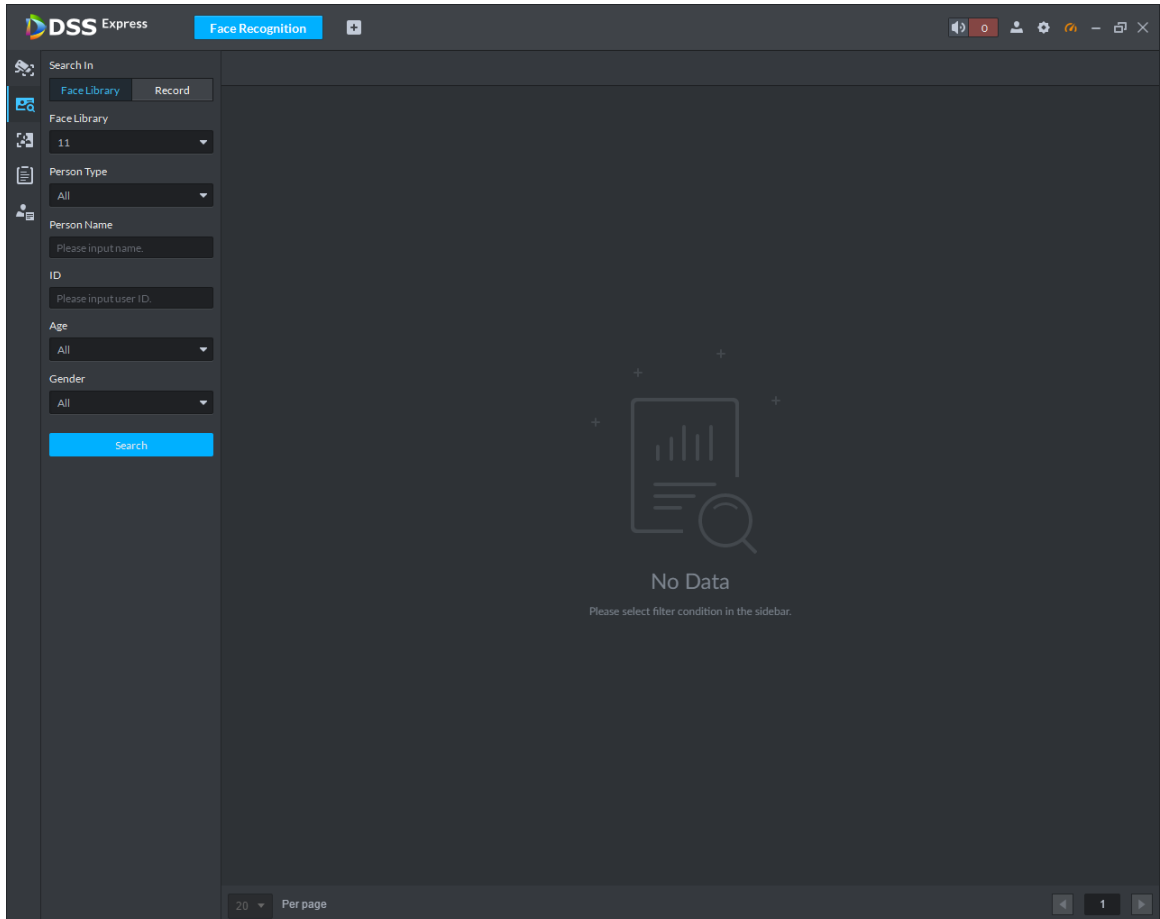 DSS Express
Face Recognition
0
Search In
Face Library
Record
Face Library
11
Person Type
All
Person Name
Please input name.
ID
Please input user ID.
Age
All
Gender
All
Search
No Data
Please select filter condition in the sidebar.
20
Per page
1